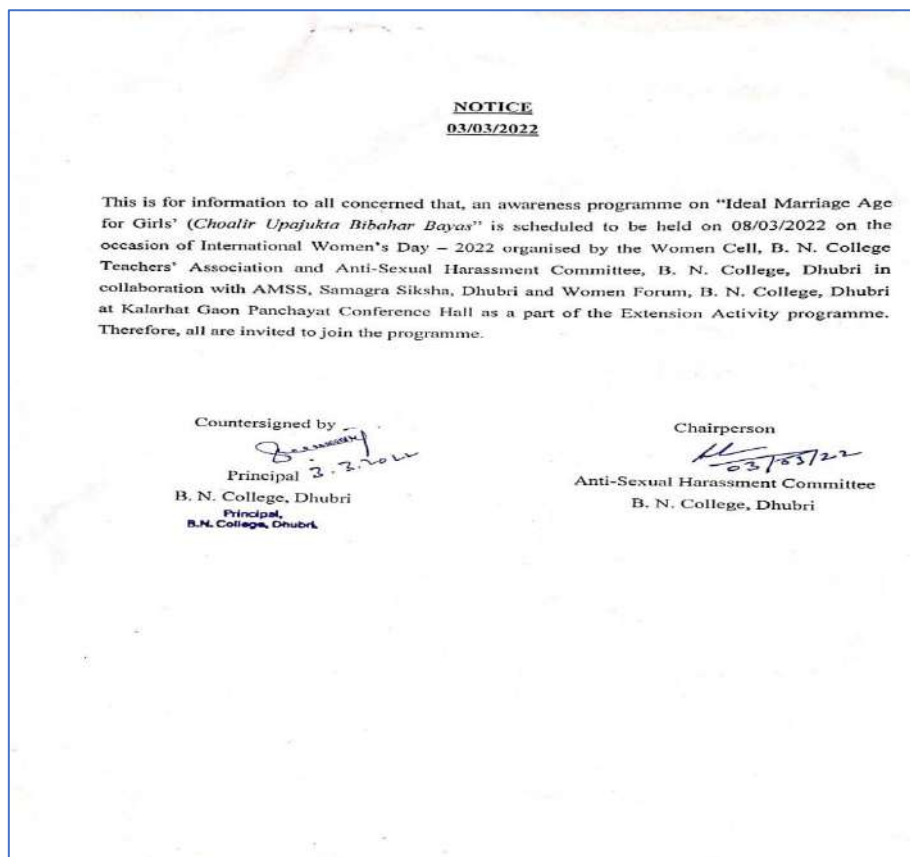 NOTICE
03/03/2022
This is for information to all concerned that, an awareness programme on “Ideal Marriage Age
for Girls’ (Choalir Upajukta Bibahar Bayas” is scheduled to be held on 08/03/2022 on the
occasion of International Women’s Day – 2022 organised by the Women Cell, B. N. College
Teachers’ Association and Anti-Sexual Harassment Committee, B. N. College, Dhubri in
collaboration with AMSS, Samagra Siksha, Dhubri and Women Forum, B. N. College, Dhubri
at Kalarhat Gaon Panchayat Conference Hall as a part of the Extension Activity programme.
Therefore, all are invited to join the programme.
Countersigned by
Principal 3.3.2022
B. N. College, Dhubri
Principal,
B.N. College, Dhubri.
Chairperson
03/03/22
Anti-Sexual Harassment Committee
B. N. College, Dhubri